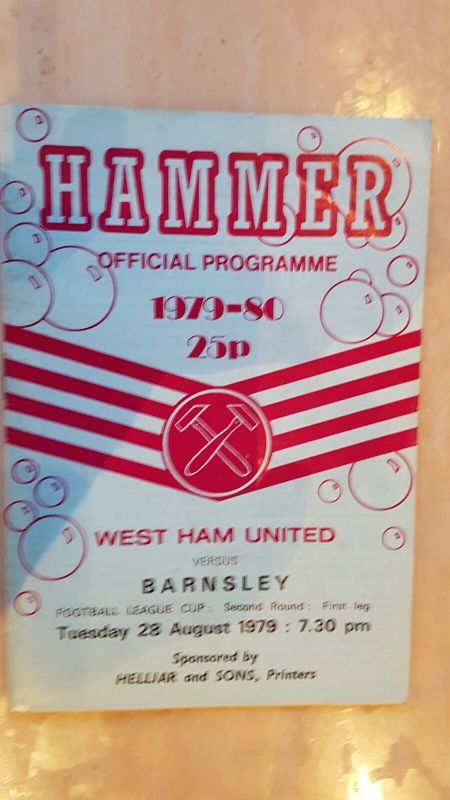 HAMMER
OFFICIAL PROGRAMME
1979-80
25p
WEST HAM UNITED
VERSUS
BARNSLEY
FOOTBALL LEAGUE CUP: Second Round: First leg
Tuesday 28 August 1979 : 7.30 pm
Sponsored by
HELLIAR and SONS, Printers